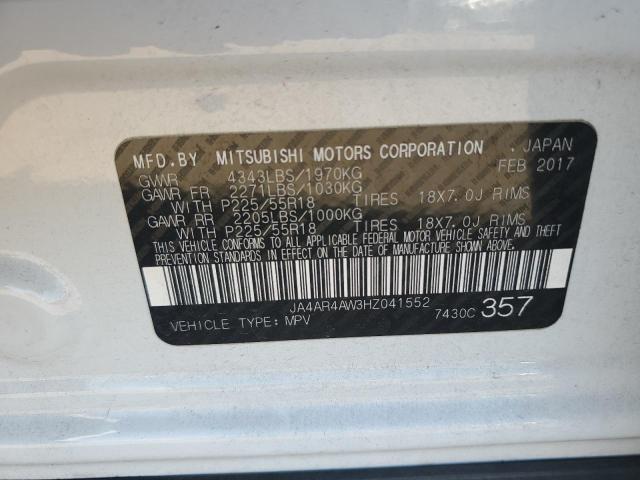 MFD.BY MITSUBISHI MOTORS CORPORATION . JAPAN
GVWR 4343LBS/1970KG FEB 2017
GAWR FR 2271LBS/1030KG
WITH P225/55R18 TIRES 18X7.0J RIMS
GAWR RR 2205LBS/1000KG
WITH P225/55R18 TIRES 18X7.0J RIMS
THIS VEHICLE CONFORMS TO ALL APPLICABLE FEDERAL MOTOR VEHICLE SAFETY AND THEFT
PREVENTION STANDARDS IN EFFECT ON THE DATE OF MANUFACTURE SHOWN ABOVE.
JA4AR4AW3HZ041552
VEHICLE TYPE: MPV 7430C 357